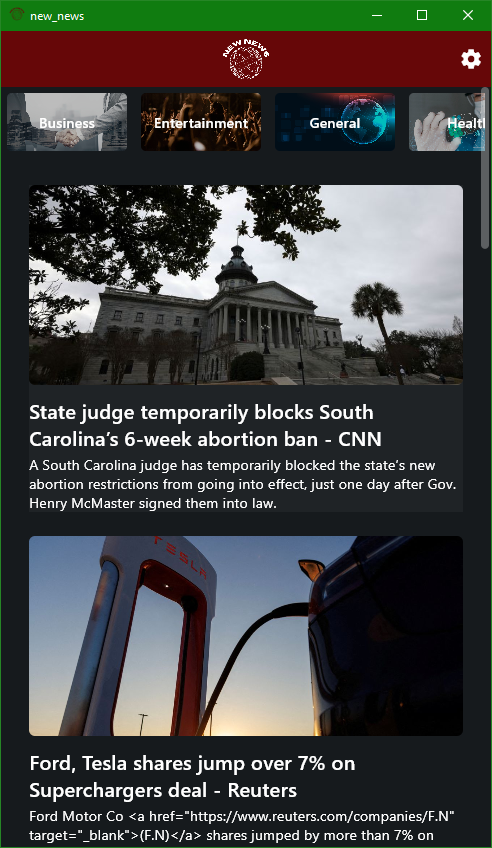 new_news
NEW NEWS
Business
Entertainment
General
Healt
TESLA
State judge temporarily blocks South
Carolina’s 6-week abortion ban - CNN
A South Carolina judge has temporarily blocked the state’s new
abortion restrictions from going into effect, just one day after Gov.
Henry McMaster signed them into law.
Ford, Tesla shares jump over 7% on
Superchargers deal - Reuters
Ford Motor Co <a href="https://www.reuters.com/companies/F.N"
target="_blank">(F.N)</a> shares jumped by more than 7% on